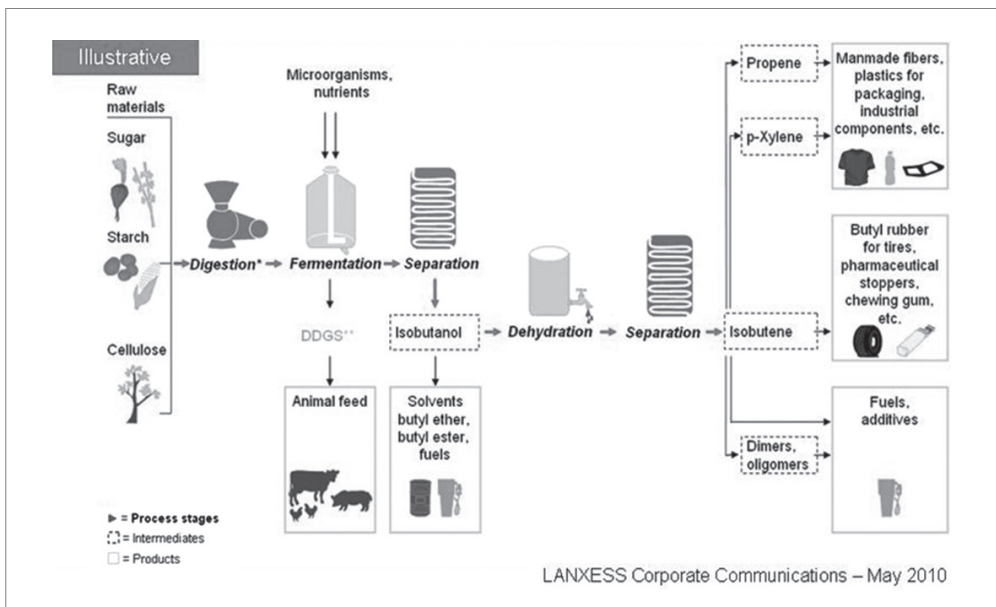 Illustrative
Raw
materials
Sugar
Starch
Cellulose
Microorganisms,
nutrients
Digestion*
Fermentation
Separation
DDGS**
Animal feed
Isobutanol
Solvents
butyl ether,
butyl ester,
fuels
Dehydration
Separation
Propene
p-Xylene
Isobutene
Dimers,
oligomers
Manmade fibers,
plastics for
packaging,
industrial
components, etc.
Butyl rubber
for tires,
pharmaceutical
stoppers,
chewing gum,
etc.
Fuels,
additives
= Process stages
= Intermediates
= Products
LANXESS Corporate Communications – May 2010